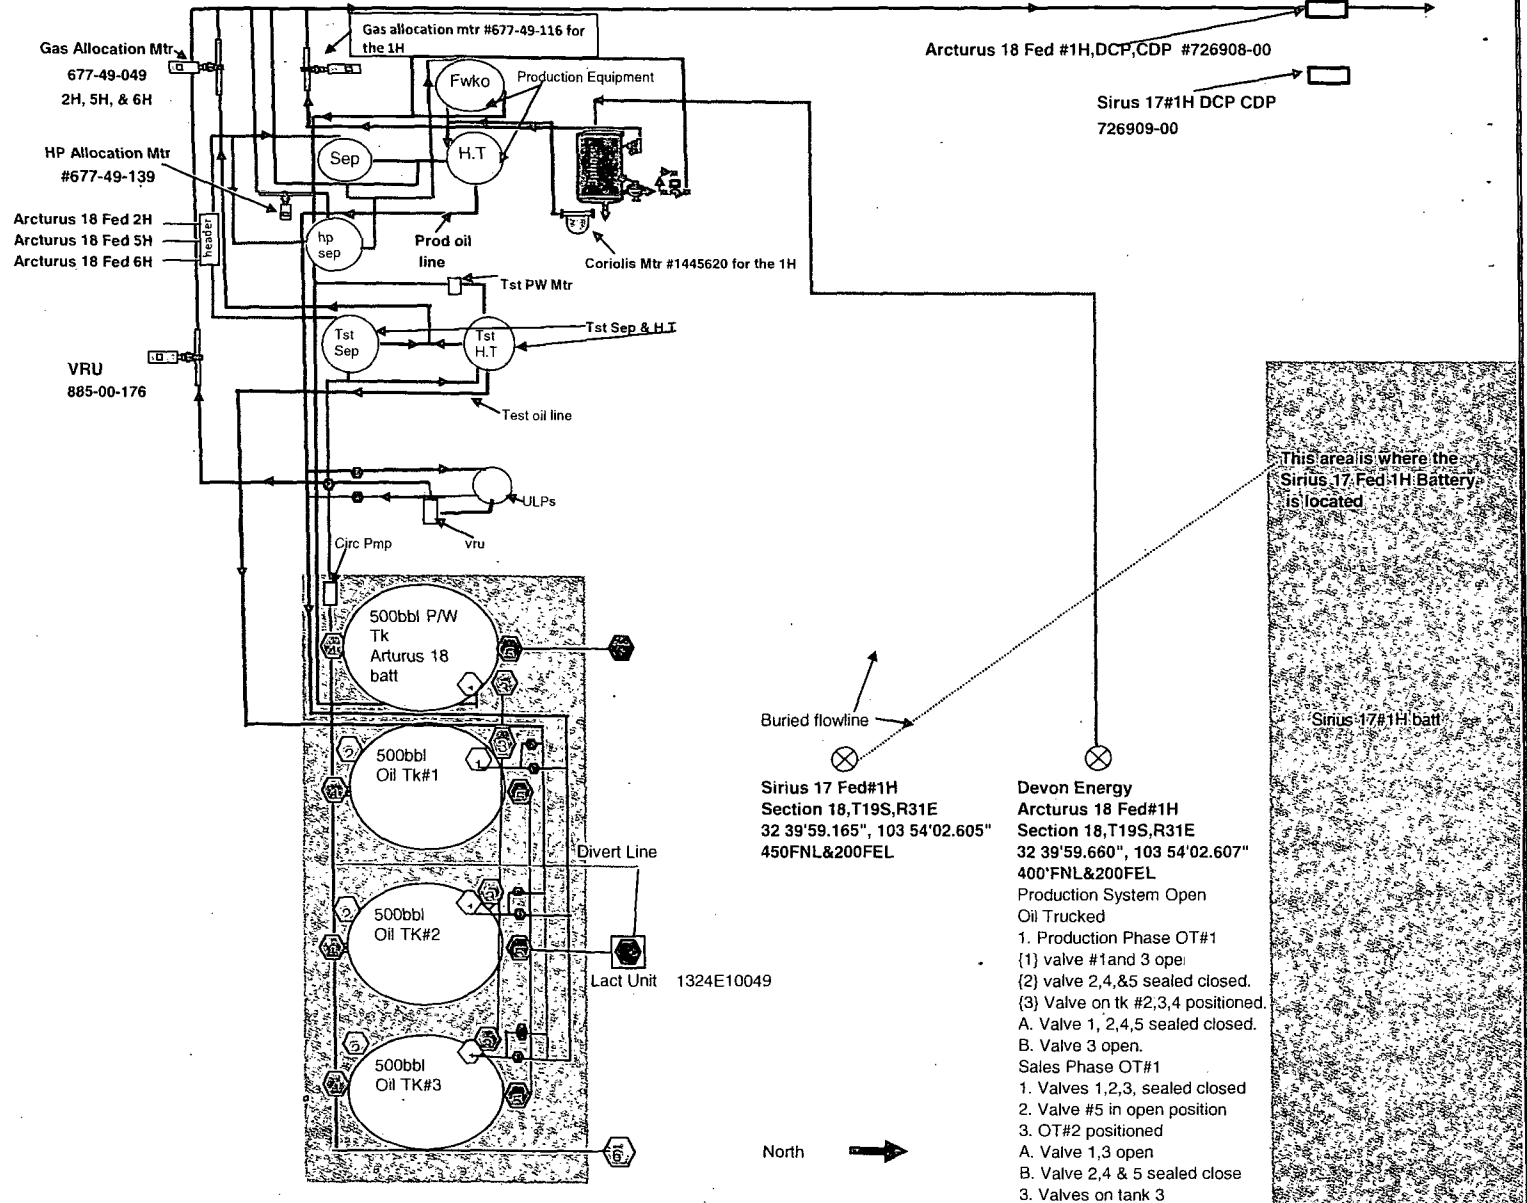 Gas allocation mtr #677-49-116 for
the 1H
Gas Allocation Mtr
677-49-049
2H, 5H, & 6H
Fwko
Production Equipment
Arcturus 18 Fed #1H,DCP,CDP #726908-00
Sirus 17#1H DCP CDP
726909-00
HP Allocation Mtr
#677-49-139
Sep
H.T
Arcturus 18 Fed 2H
Arcturus 18 Fed 5H
Arcturus 18 Fed 6H
header
hp
sep
Prod oil
line
Coriolis Mtr #1445620 for the 1H
Tst PW Mtr
Tst
Sep
Tst
H.T
Tst Sep & H.T
VRU
885-00-176
Test oil line
ULPs
vru
Circ Pmp
This area is where the
Sirius 17 Fed 1H Battery
is located
500bbl P/W
Tk
Arturus 18
batt
Buried flowline
Sirius 17#1H batt
500bbl
Oil Tk#1
Sirius 17 Fed#1H
Section 18,T19S,R31E
32 39'59.165", 103 54'02.605"
450FNL&200FEL
Devon Energy
Arcturus 18 Fed#1H
Section 18,T19S,R31E
32 39'59.660", 103 54'02.607"
400'FNL&200FEL
Production System Open
Oil Trucked
1. Production Phase OT#1
{1} valve #1and 3 ope
{2} valve 2,4,&5 sealed closed.
{3} Valve on tk #2,3,4 positioned.
A. Valve 1, 2,4,5 sealed closed.
B. Valve 3 open.
Sales Phase OT#1
1. Valves 1,2,3, sealed closed
2. Valve #5 in open position
3. OT#2 positioned
A. Valve 1,3 open
B. Valve 2,4 & 5 sealed close
3. Valves on tank 3
Divert Line
500bbl
Oil TK#2
Lact Unit 1324E10049
500bbl
Oil TK#3
North